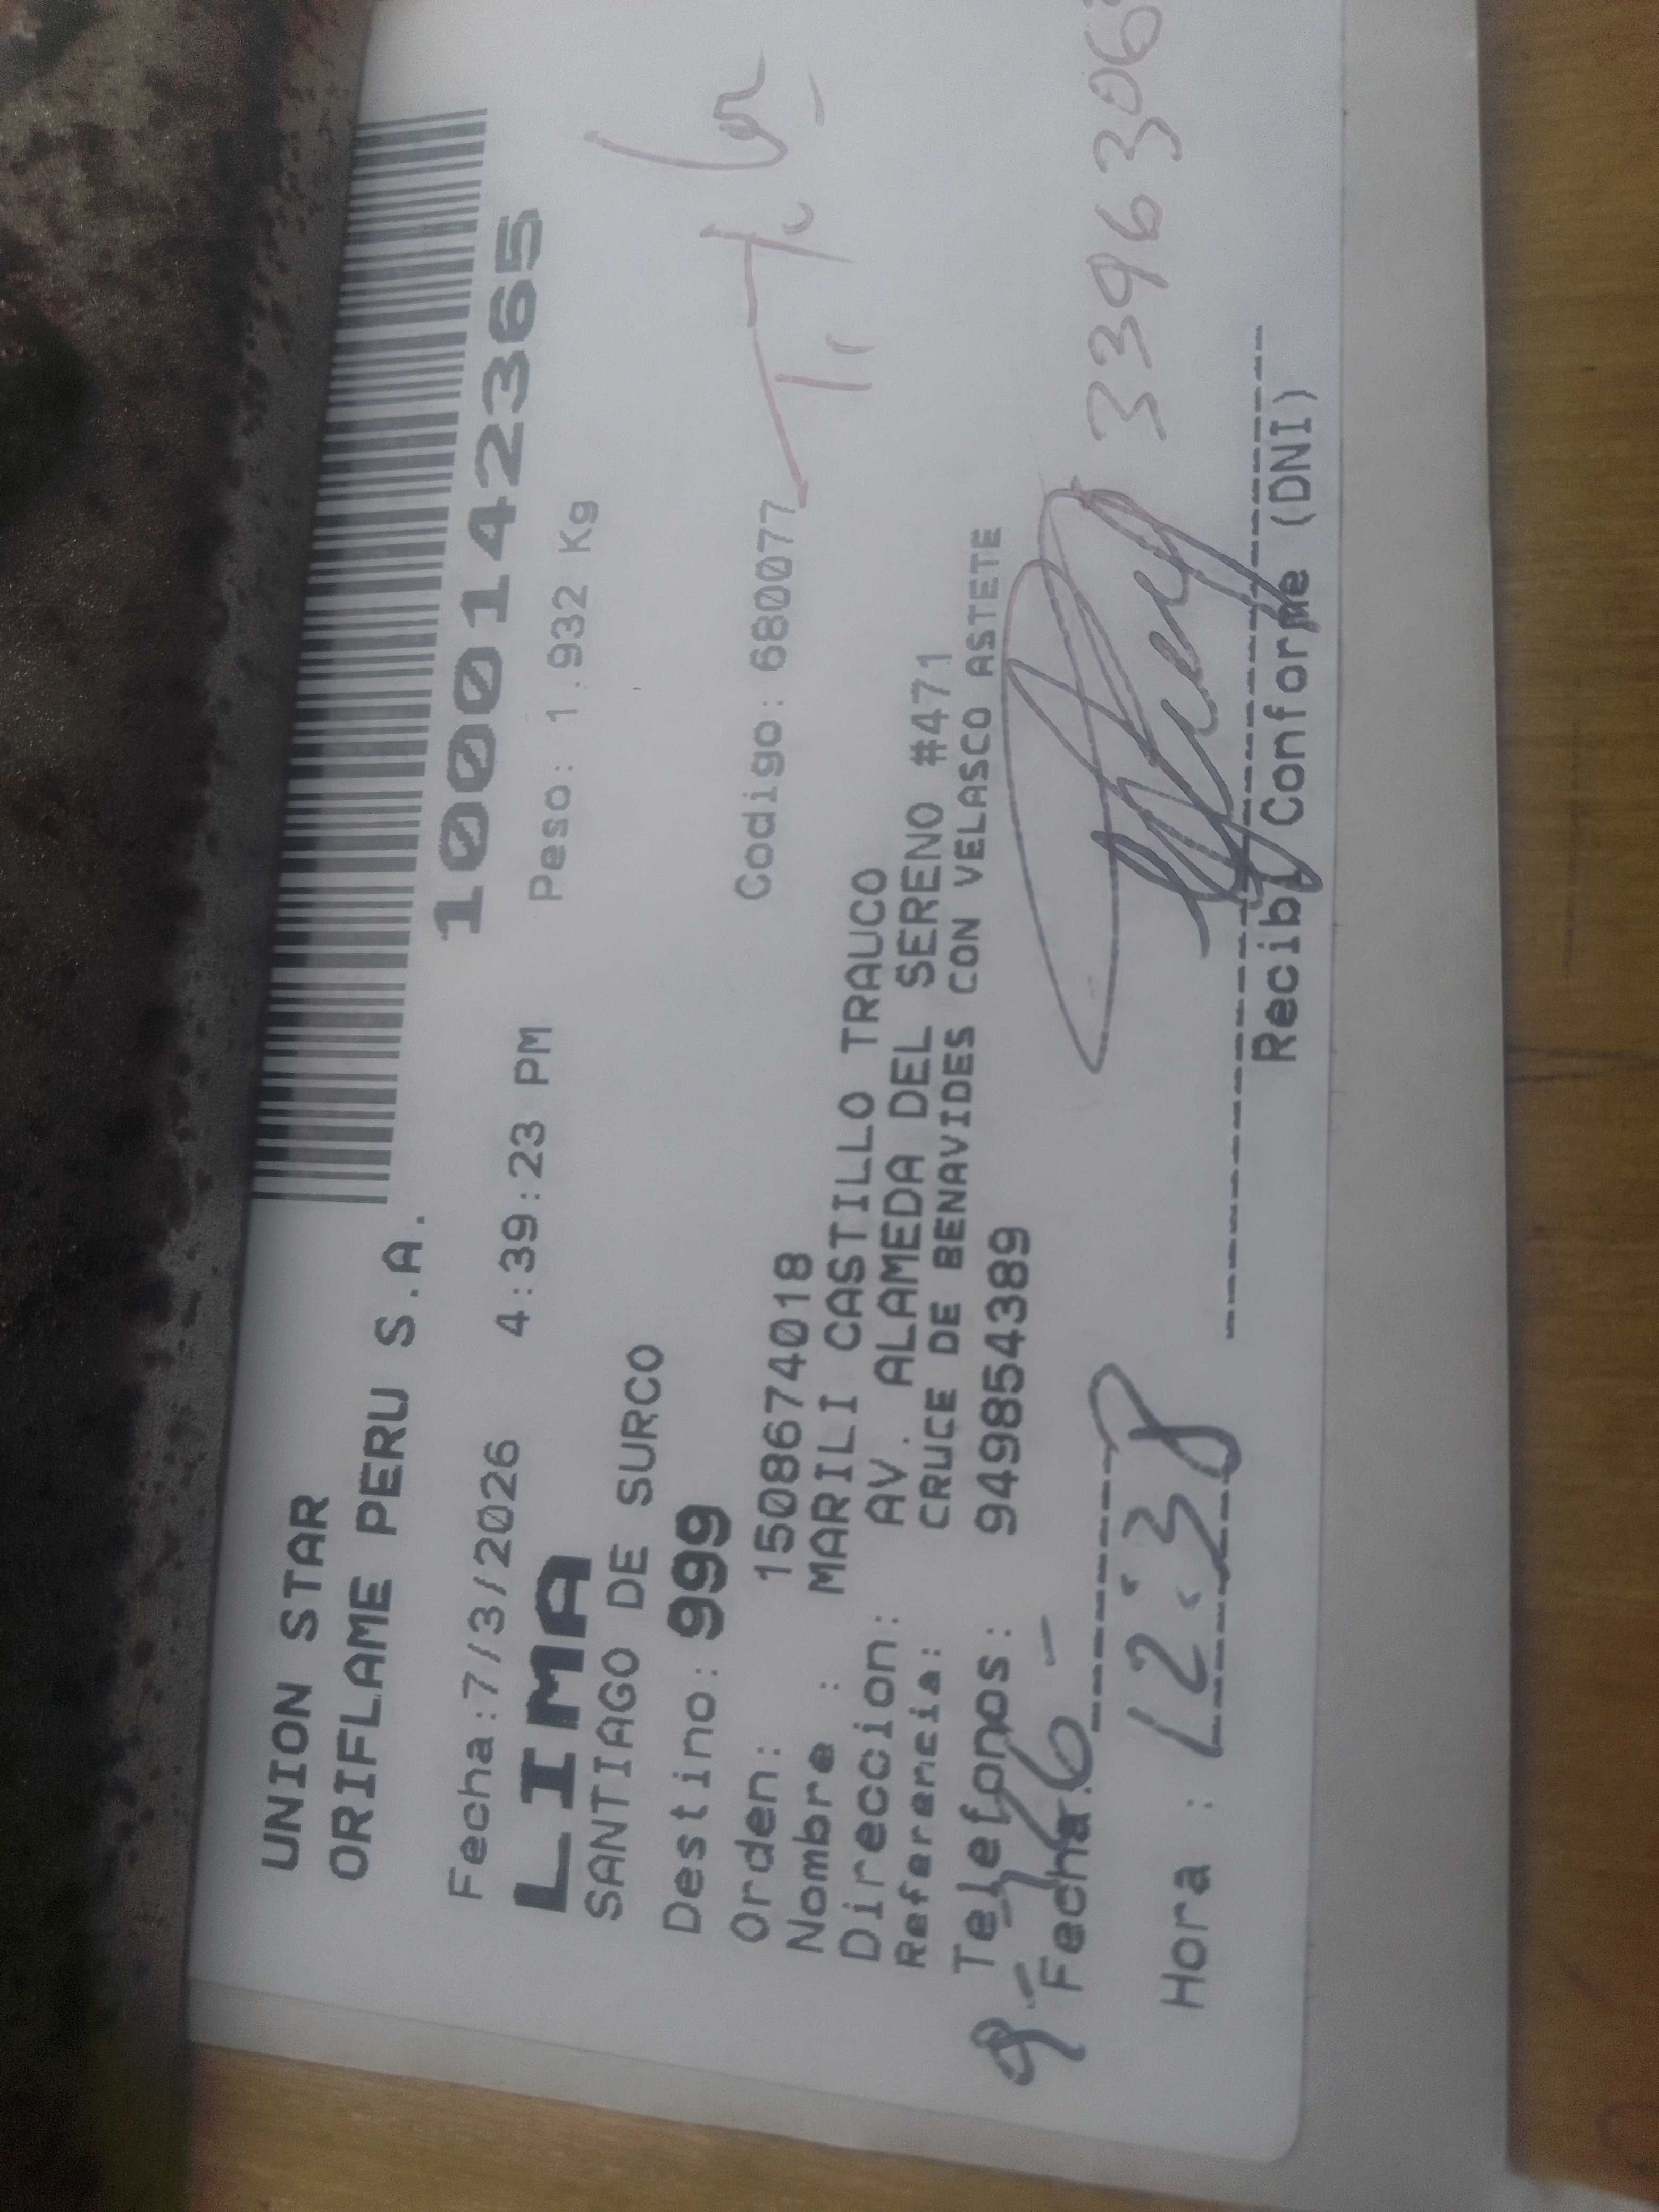 UNION STAR
ORIFLAME PERU S.A.
1000142365
Fecha:7/3/2026 4:39:23 PM Peso: 1.932 Kg
LIMA
SANTIAGO DE SURCO
Destino: 999
Orden: 1508674018 Codigo: 680077
Nombre : MARILI CASTILLO TRAUCO
Direccion: AV. ALAMEDA DEL SERENO #471
Referencia: CRUCE DE BENAVIDES CON VELASCO ASTETE
Telefonos: 949854389
Fecha:
Hora : 12:38
3396306
Recibi Conforme (DNI)